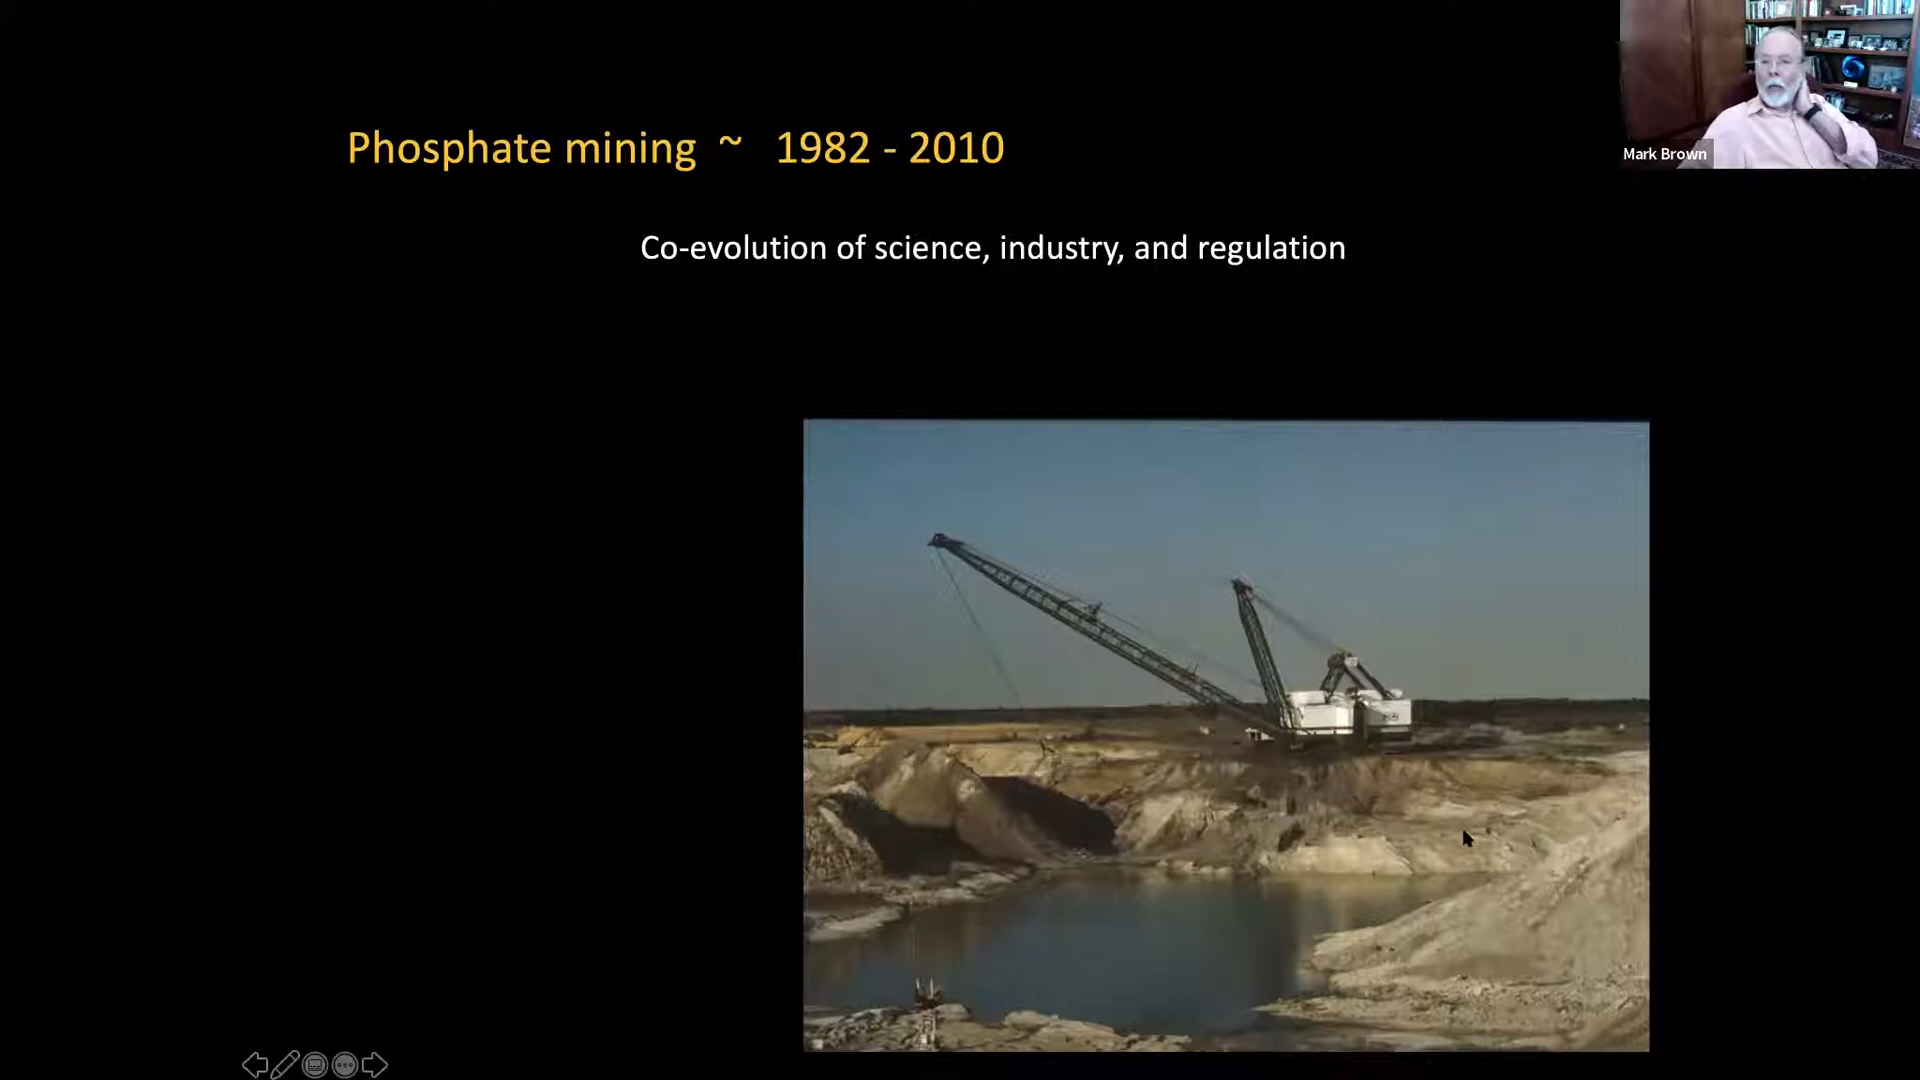 Phosphate mining ~ 1982 - 2010
Co-evolution of science, industry, and regulation
Mark Brown